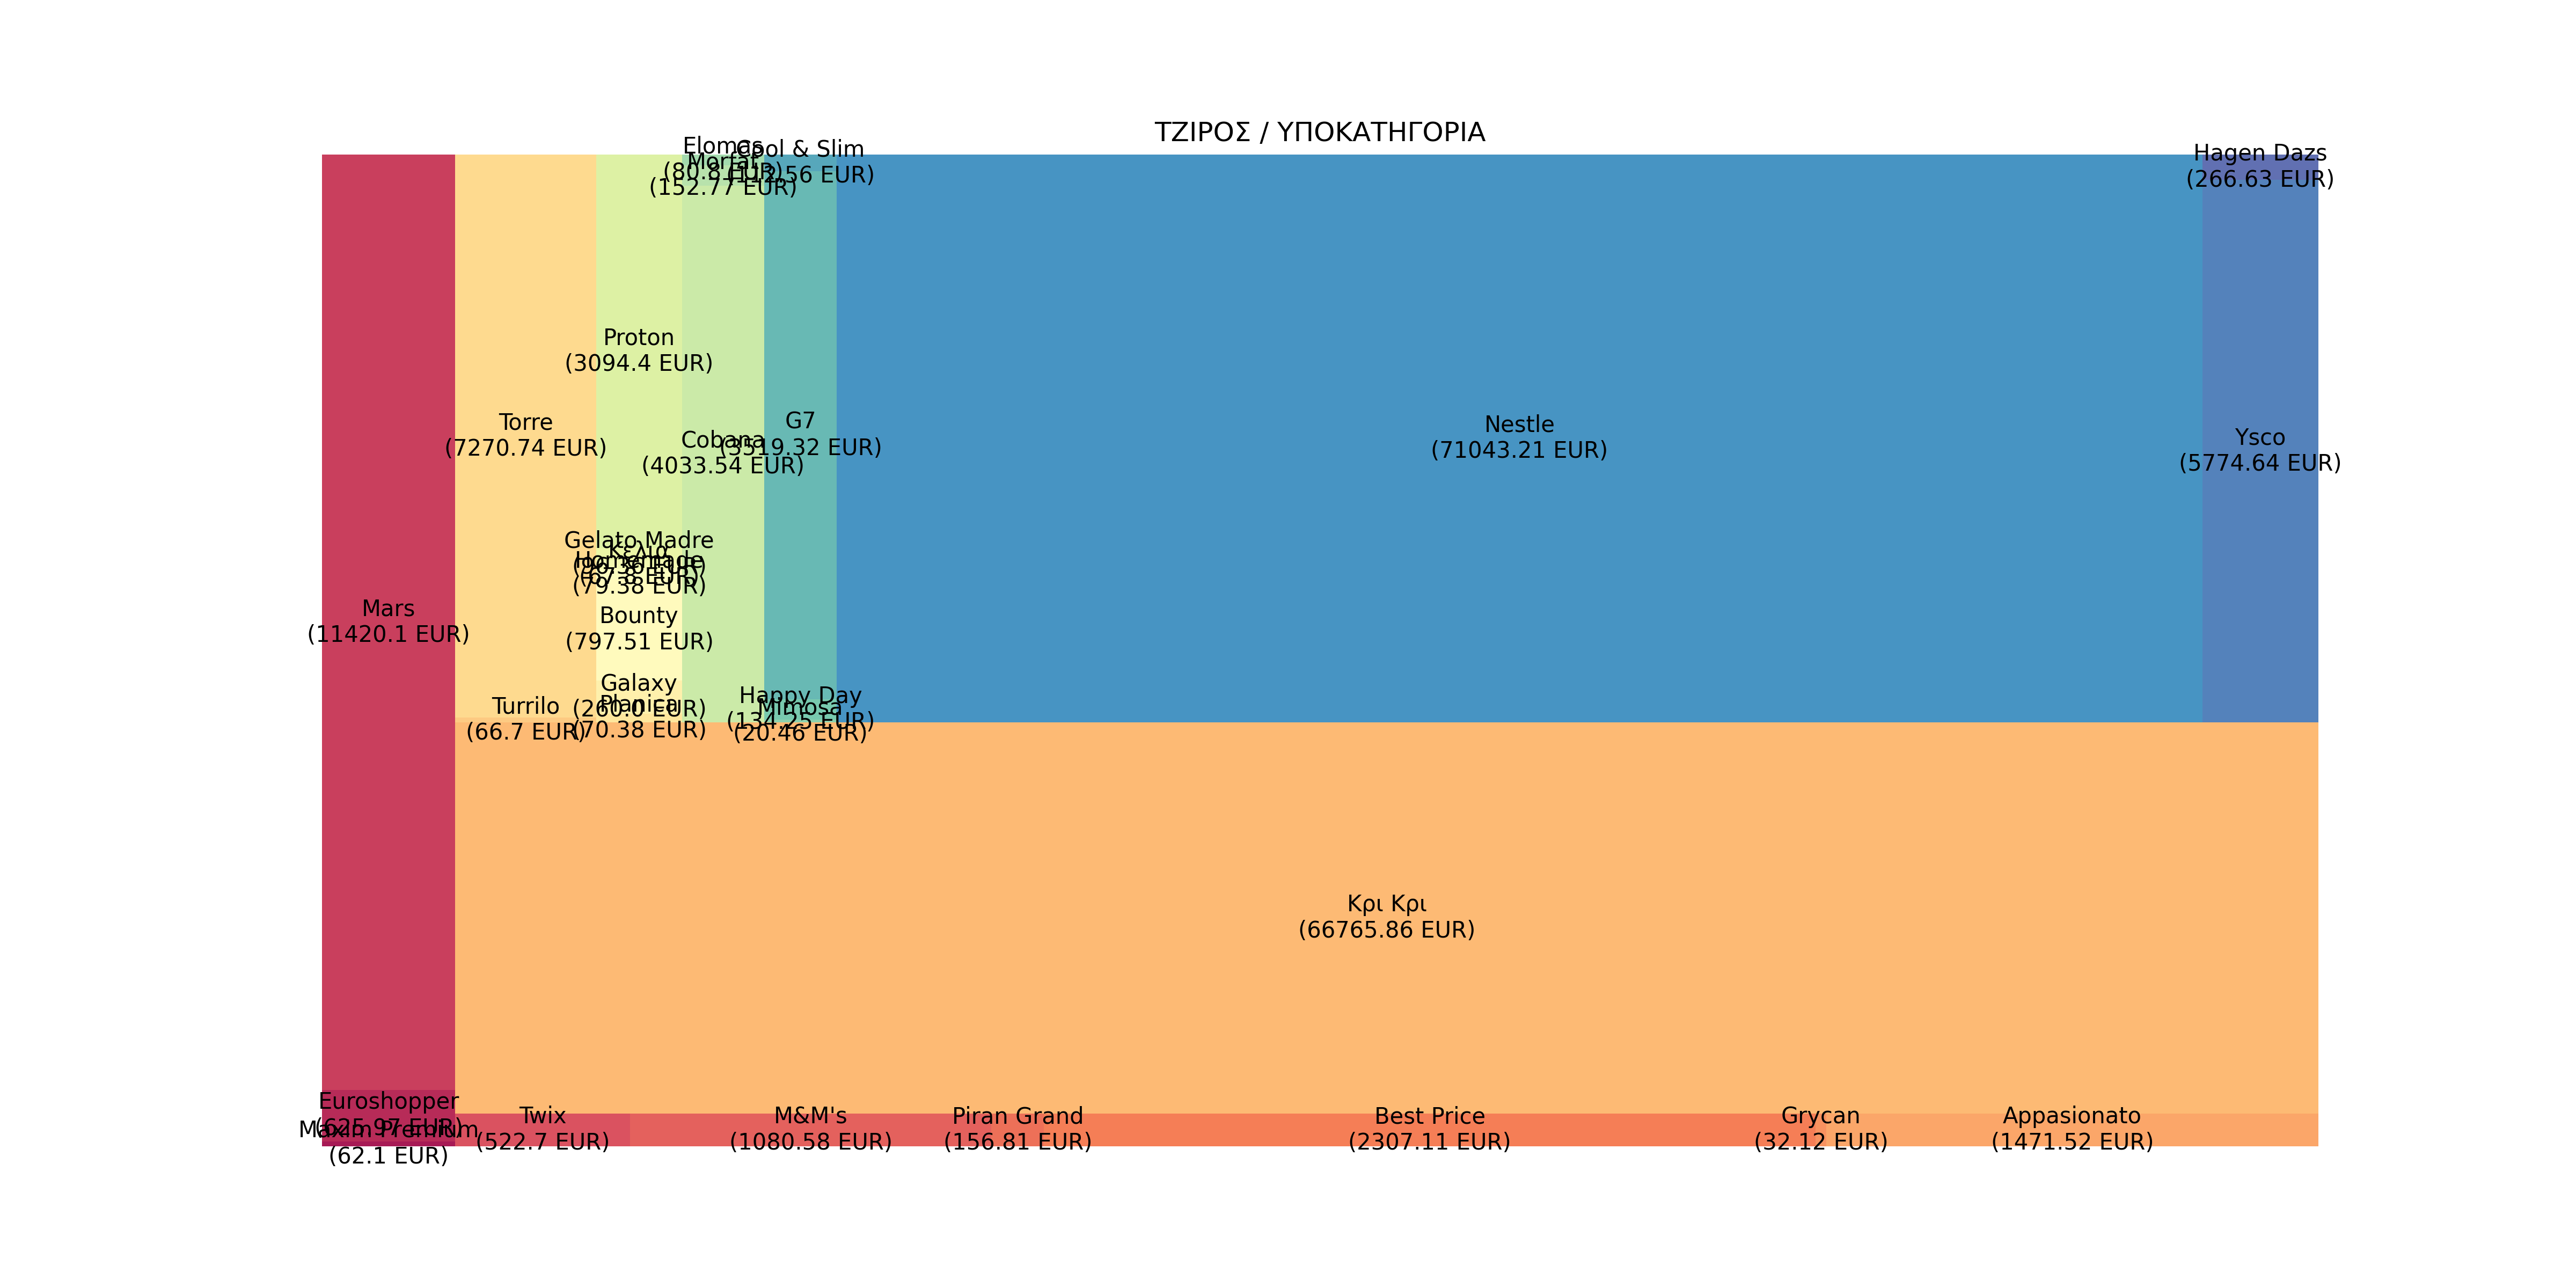 ΤΖΙΡΟΣ / ΥΠΟΚΑΤΗΓΟΡΙΑ
Elomas
(80.8 EUR)
Morfat
(152.77 EUR)
Cool & Slim
(112.56 EUR)
Hagen Dazs
(266.63 EUR)
Proton
(3094.4 EUR)
Torre
(7270.74 EUR)
Cobana
(4033.54 EUR)
G7
(3519.32 EUR)
Nestle
(71043.21 EUR)
Ysco
(5774.64 EUR)
Gelato Madre
Κελιά
(67.8 EUR)
Homemade
(79.38 EUR)
Bounty
(797.51 EUR)
Mars
(11420.1 EUR)
Galaxy
(260.0 EUR)
Planica
(70.38 EUR)
Turrilo
(66.7 EUR)
Happy Day
(134.25 EUR)
Mimosa
(20.46 EUR)
Κρι Κρι
(66765.86 EUR)
Euroshopper
(625.97 EUR)
Maxim Premium
(62.1 EUR)
Twix
(522.7 EUR)
M&M's
(1080.58 EUR)
Piran Grand
(156.81 EUR)
Best Price
(2307.11 EUR)
Grycan
(32.12 EUR)
Appasionato
(1471.52 EUR)